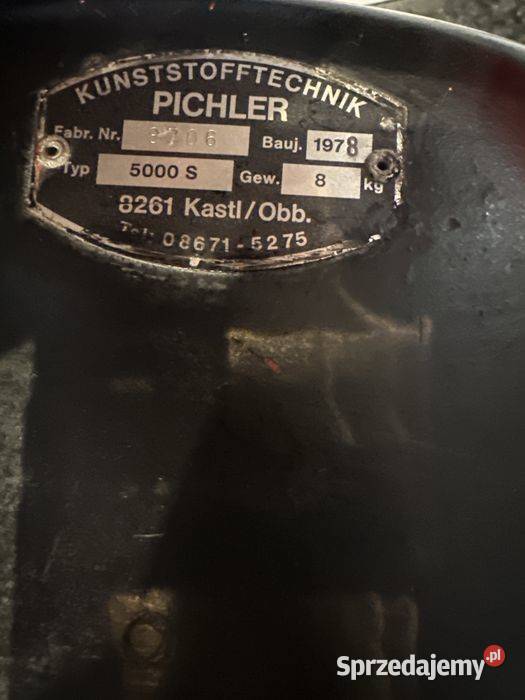 KUNSTSTOFFTECHNIK
PICHLER
Fabr. Nr. Bauj. 1978
Typ 5000 S Gew. 8 kg
8261 Kastl/Obb.
Tel: 08671-5275
Sprzedajemy.pl